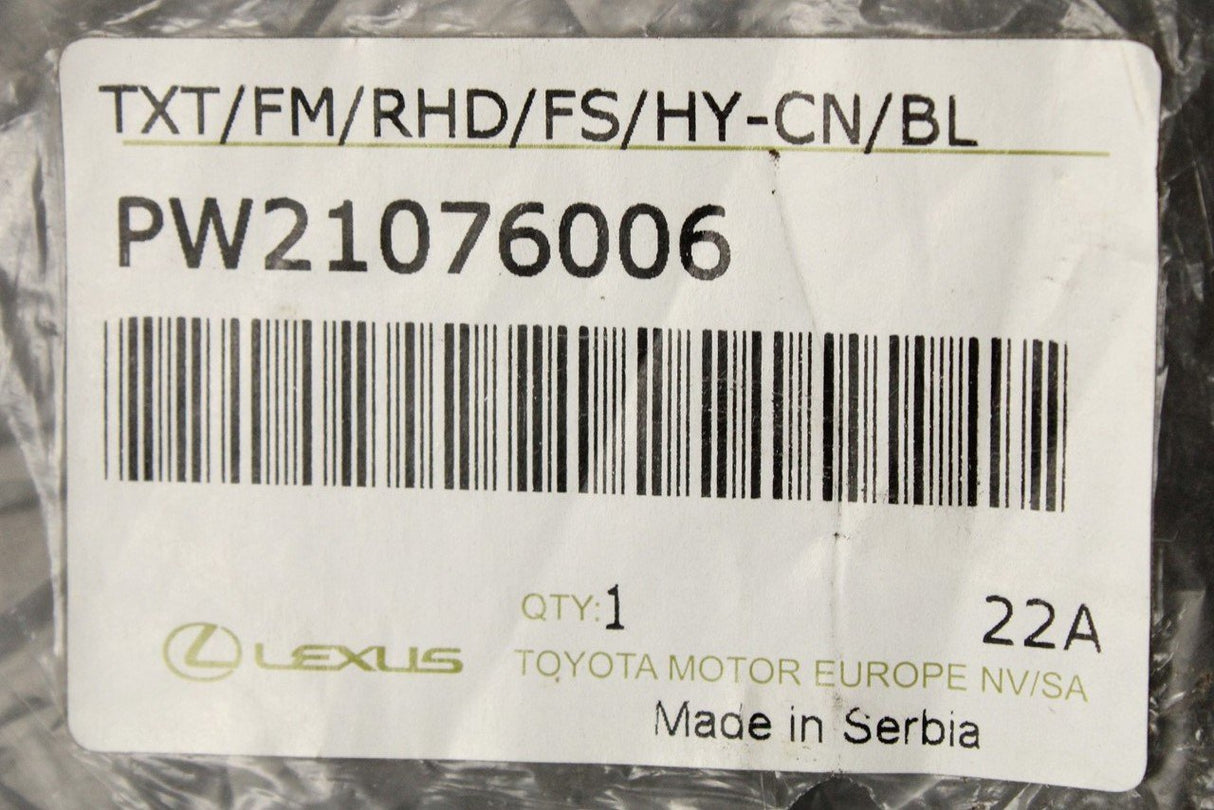 TXT/FM/RHD/FS/HY-CN/BL
PW21076006
QTY:1
22A
LEXUS
TOYOTA MOTOR EUROPE NV/SA
Made in Serbia